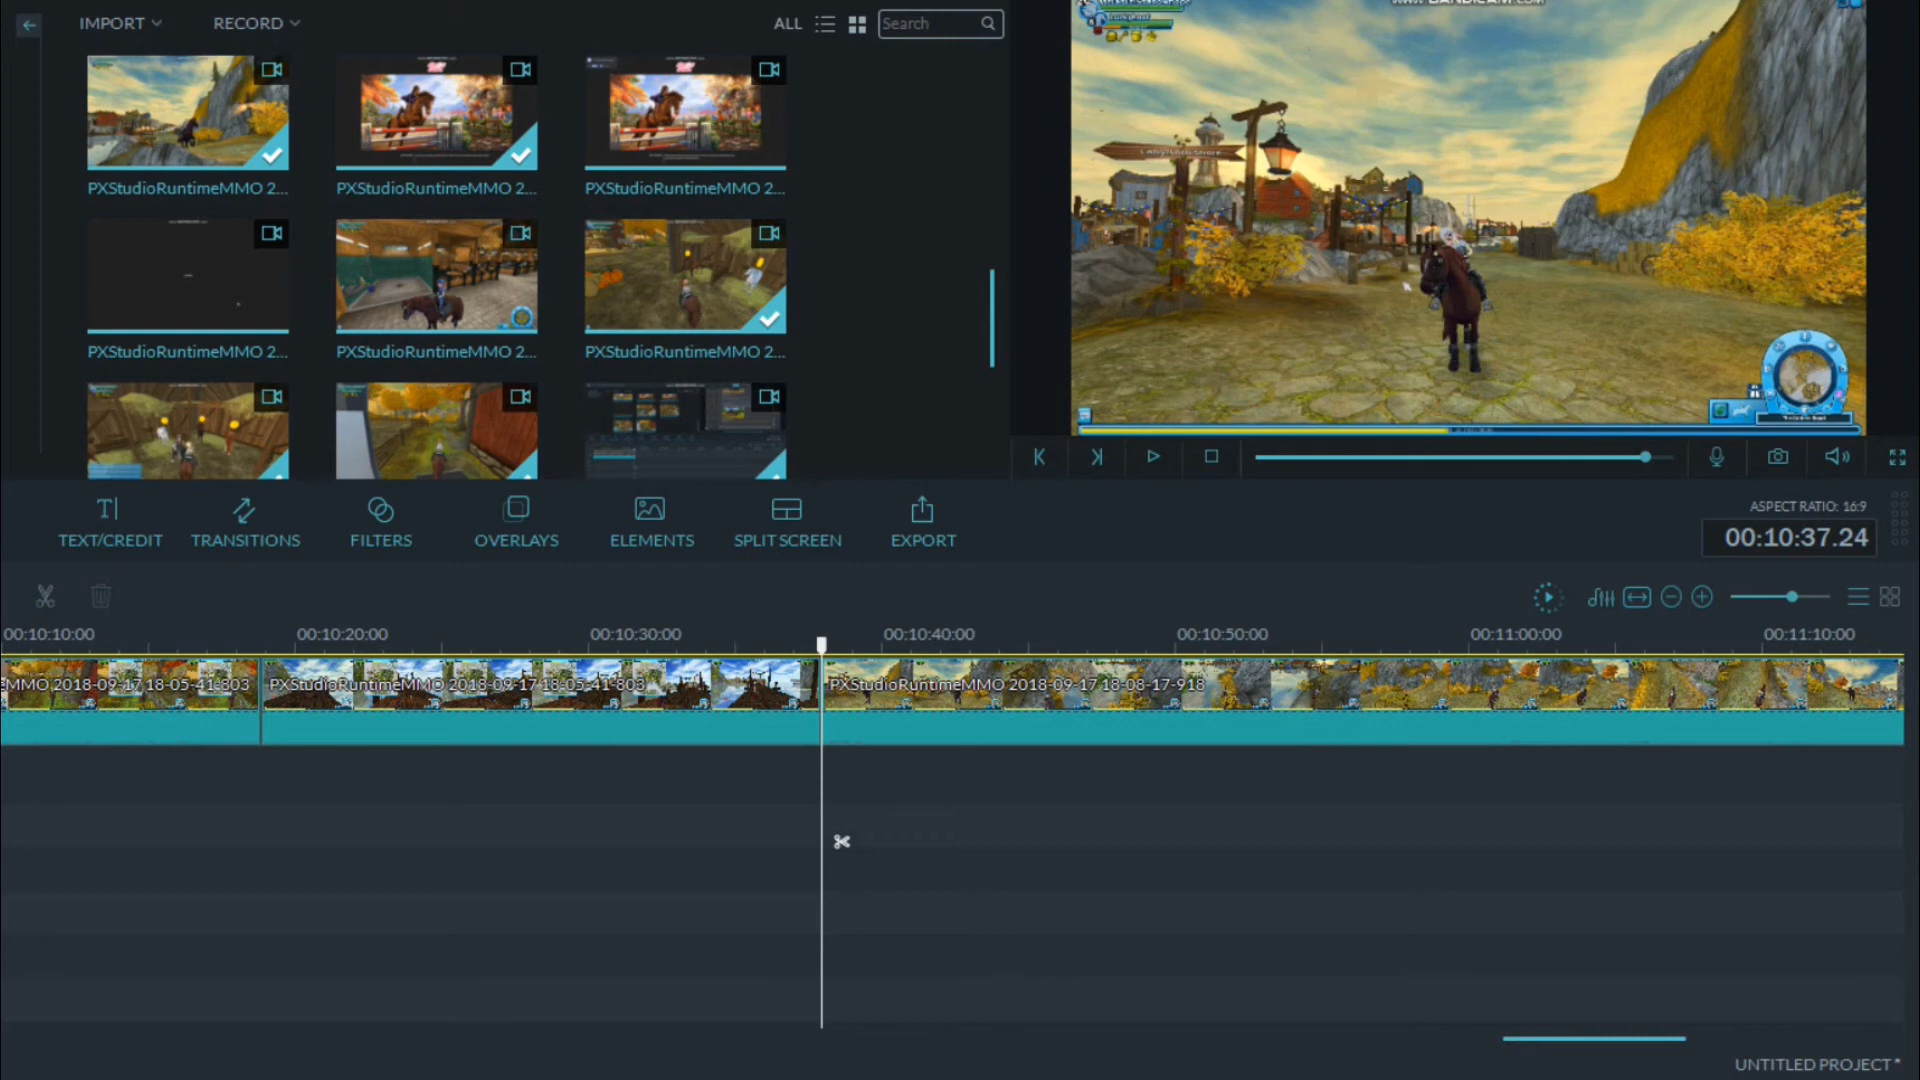 IMPORT
RECORD
ALL
Search
www.BANDICAM.com
PXStudioRuntimeMMO 2...
PXStudioRuntimeMMO 2...
PXStudioRuntimeMMO 2...
PXStudioRuntimeMMO 2...
PXStudioRuntimeMMO 2...
PXStudioRuntimeMMO 2...
TEXT/CREDIT
TRANSITIONS
FILTERS
OVERLAYS
ELEMENTS
SPLIT SCREEN
EXPORT
ASPECT RATIO: 16:9
00:10:37.24
00:10:10:00
00:10:20:00
00:10:30:00
00:10:40:00
00:10:50:00
00:11:00:00
00:11:10:00
MMO 2018-09-17 18-05-41-803
PXStudioRuntimeMMO 2018-09-17 18-05-41-803
PXStudioRuntimeMMO 2018-09-17 18-08-17-918
UNTITLED PROJECT *